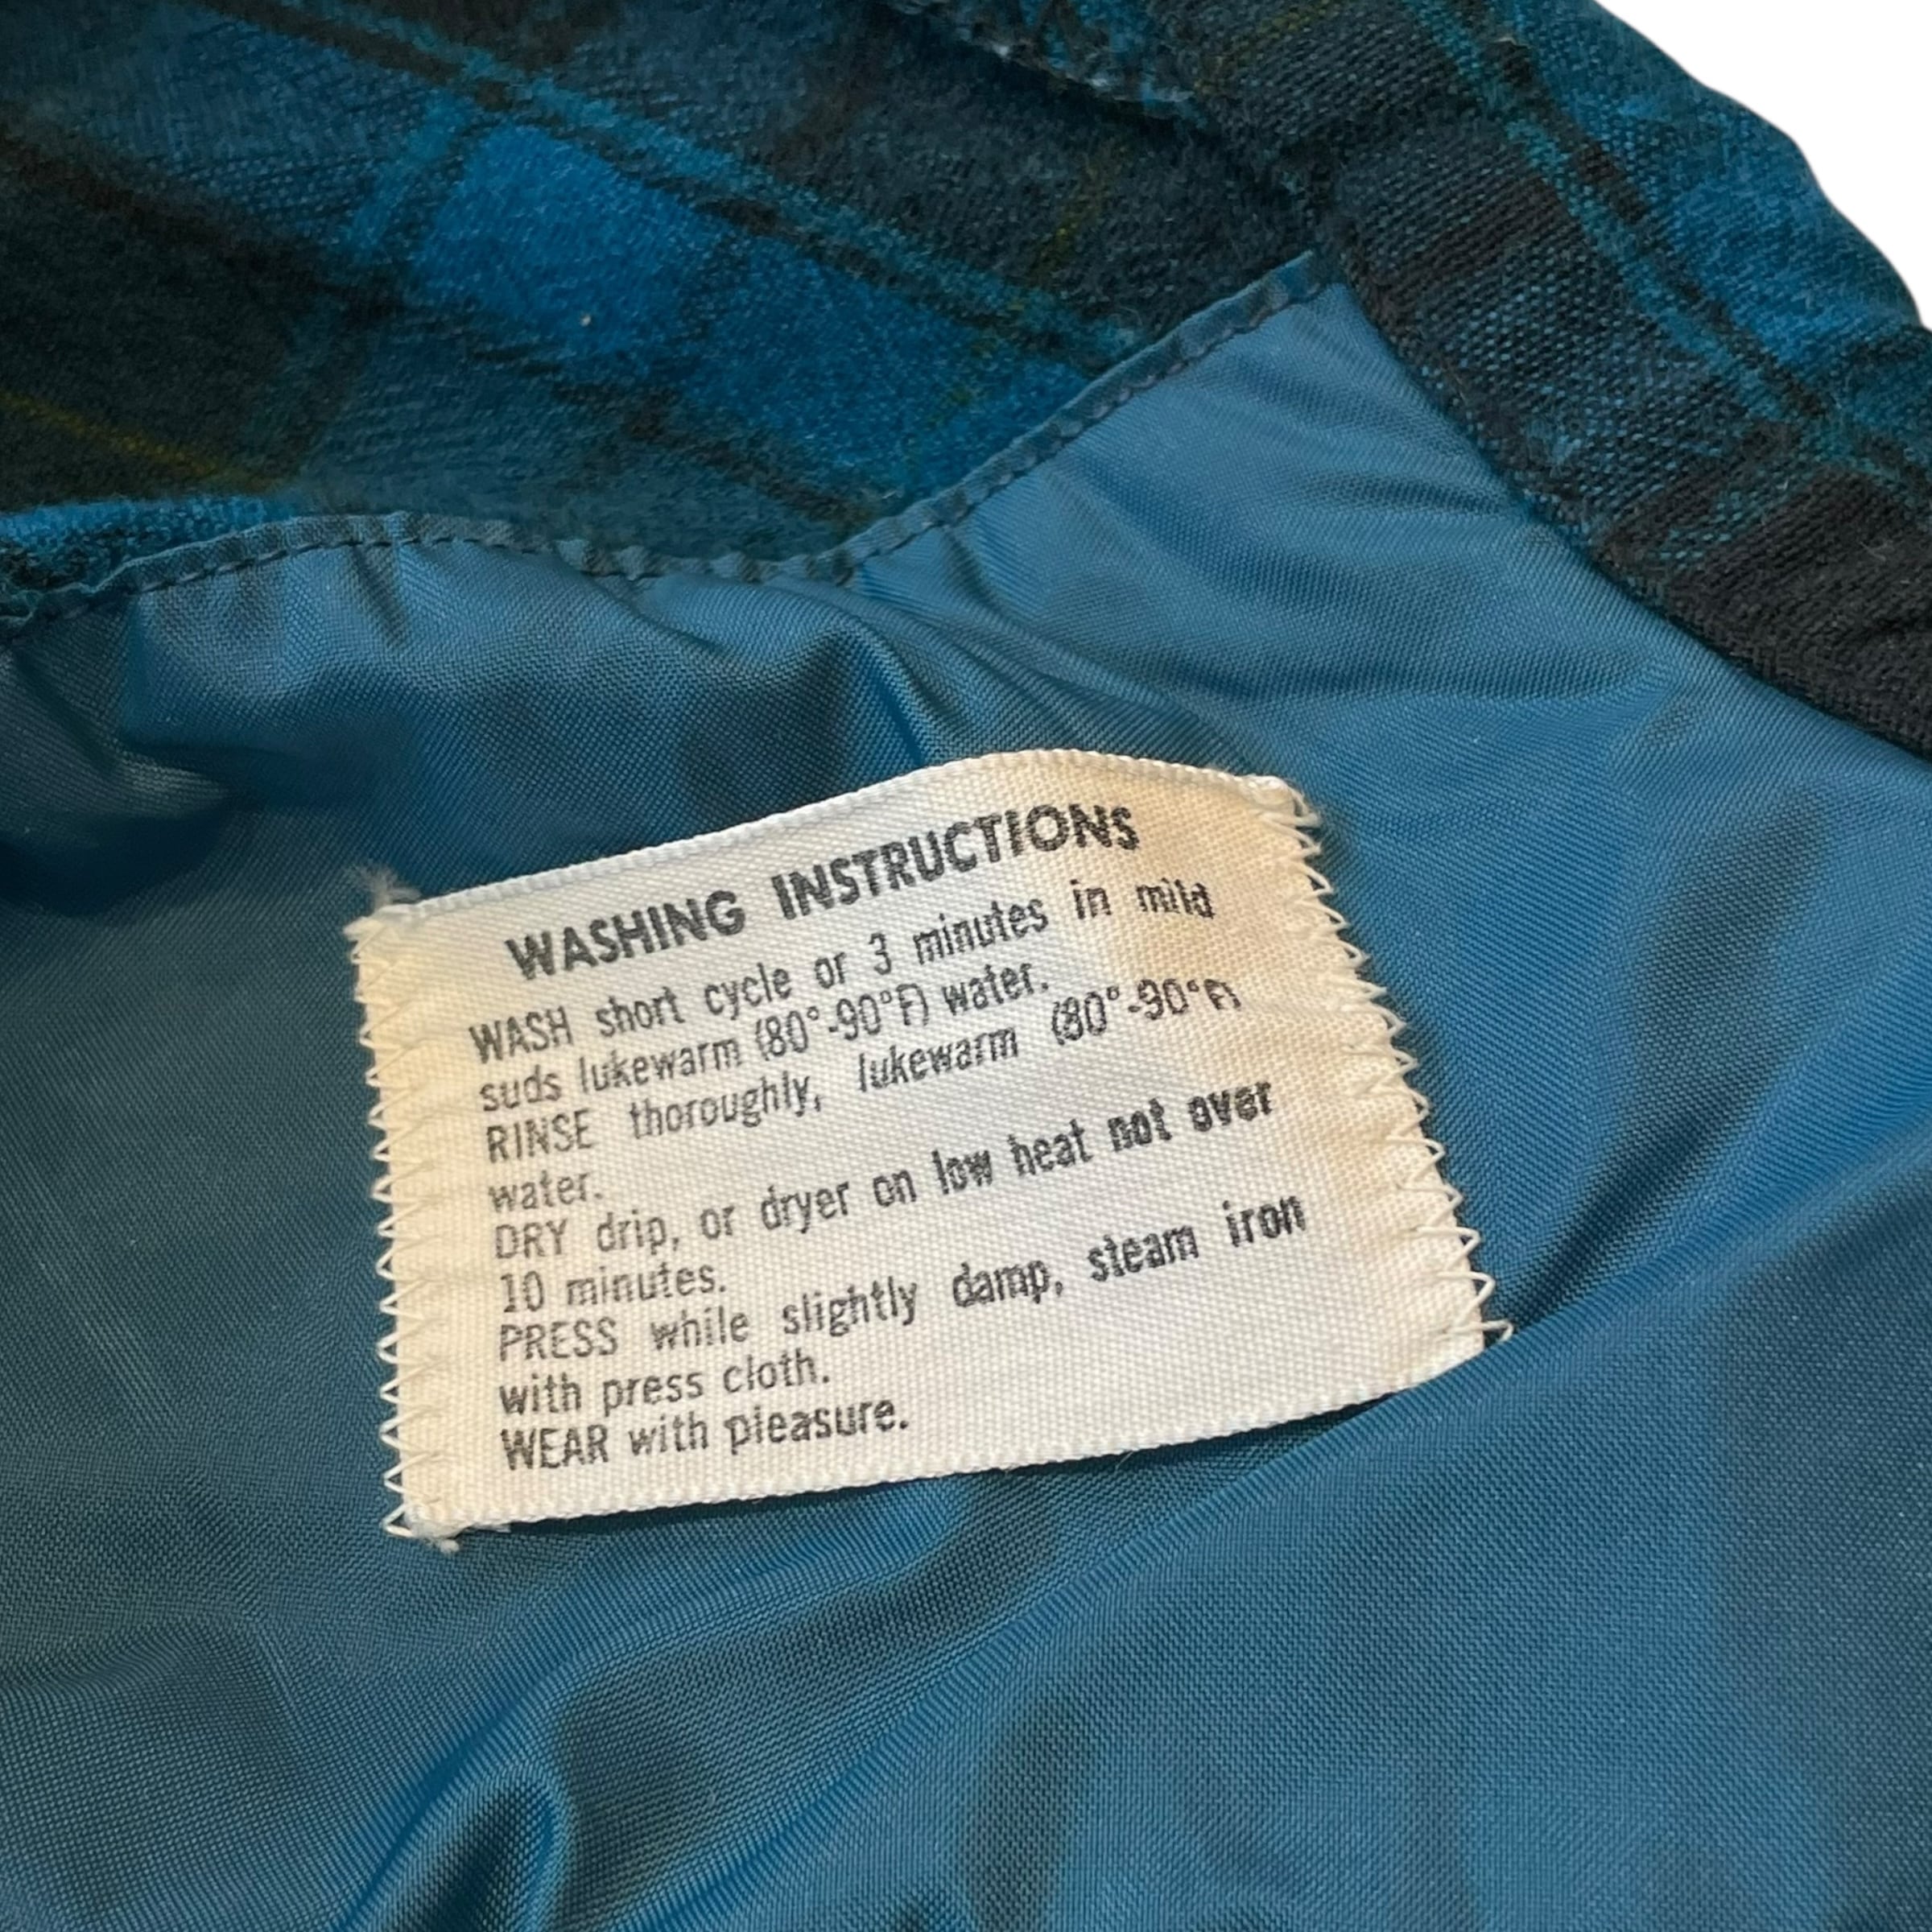 WASHING INSTRUCTIONS
WASH short cycle or 3 minutes in mild
suds lukewarm (80°-90°F) water.
RINSE thoroughly, lukewarm (80°-90°F)
water.
DRY drip, or dryer on low heat not over
10 minutes.
PRESS while slightly damp, steam iron
with press cloth.
WEAR with pleasure.